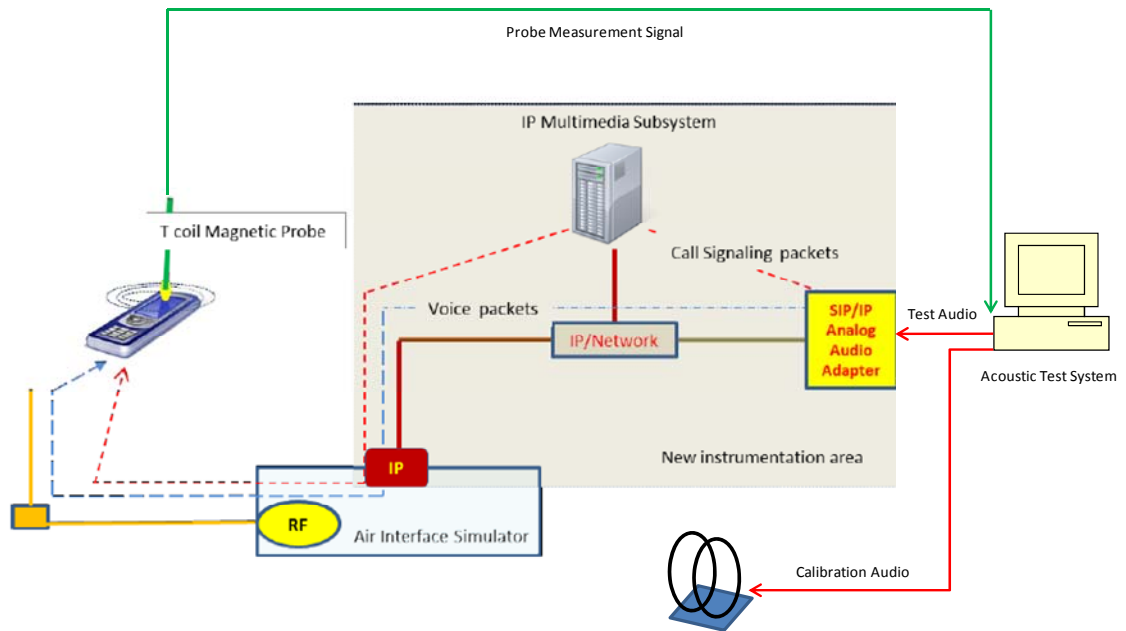 Probe Measurement Signal
IP Multimedia Subsystem
T coil Magnetic Probe
Call Signaling packets
Voice packets
SIP/IP
Analog
Audio
Adapter
Test Audio
IP/Network
Acoustic Test System
IP
New instrumentation area
RF
Air Interface Simulator
Calibration Audio